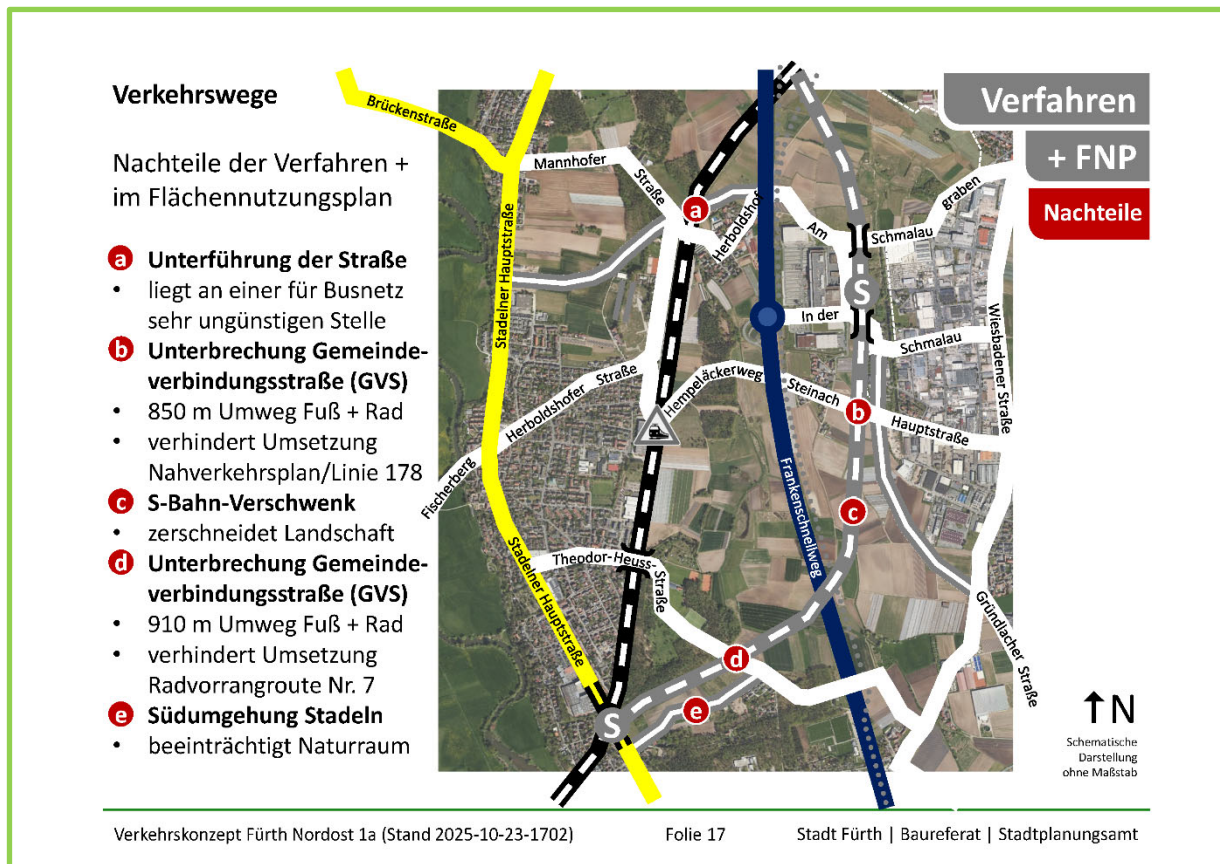 Verkehrswege
Nachteile der Verfahren +
im Flächennutzungsplan
a Unterführung der Straße
• liegt an einer für Busnetz
sehr ungünstigen Stelle
b Unterbrechung Gemeinde-
verbindungsstraße (GVS)
• 850 m Umweg Fuß + Rad
• verhindert Umsetzung
Nahverkehrsplan/Linie 178
c S-Bahn-Verschwenk
• zerschneidet Landschaft
d Unterbrechung Gemeinde-
verbindungsstraße (GVS)
• 910 m Umweg Fuß + Rad
• verhindert Umsetzung
Radvorrangroute Nr. 7
e Südumgehung Stadeln
• beeinträchtigt Naturraum
Brückenstraße
Mannhofer
Straße
Stadelner Hauptstraße
a
Herboldshof
Am
Schmalau
graben
S
In der
Schmalau
Wiesbadener Straße
Herboldshofer Straße
Fischerberg
Hempeläckerweg
Steinach
b
Hauptstraße
Frankenschnellweg
c
Theodor-Heuss-
Straße
Stadelner Hauptstraße
d
e
S
Gründlacher Straße
Verfahren
+ FNP
Nachteile
↑N
Schematische
Darstellung
ohne Maßstab
Verkehrskonzept Fürth Nordost 1a (Stand 2025-10-23-1702)
Folie 17
Stadt Fürth | Baureferat | Stadtplanungsamt